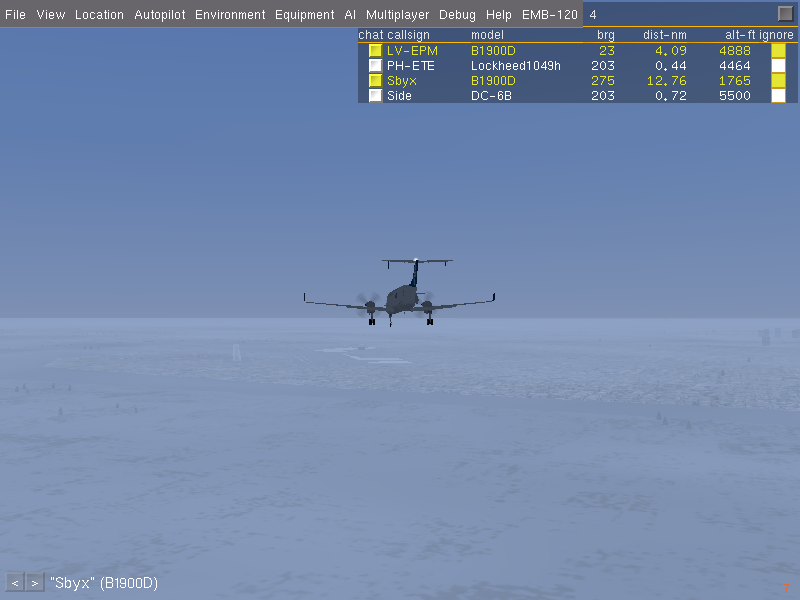 File View Location Autopilot Environment Equipment AI Multiplayer Debug Help EMB-120 4
chat callsign model brg dist-nm alt-ft ignore
LV-EPM B1900D 23 4.09 4888
PH-ETE Lockheed1049h 203 0.44 4464
Sbyx B1900D 275 12.76 1765
Side DC-6B 203 0.72 5500
< > "Sbyx" (B1900D) 7